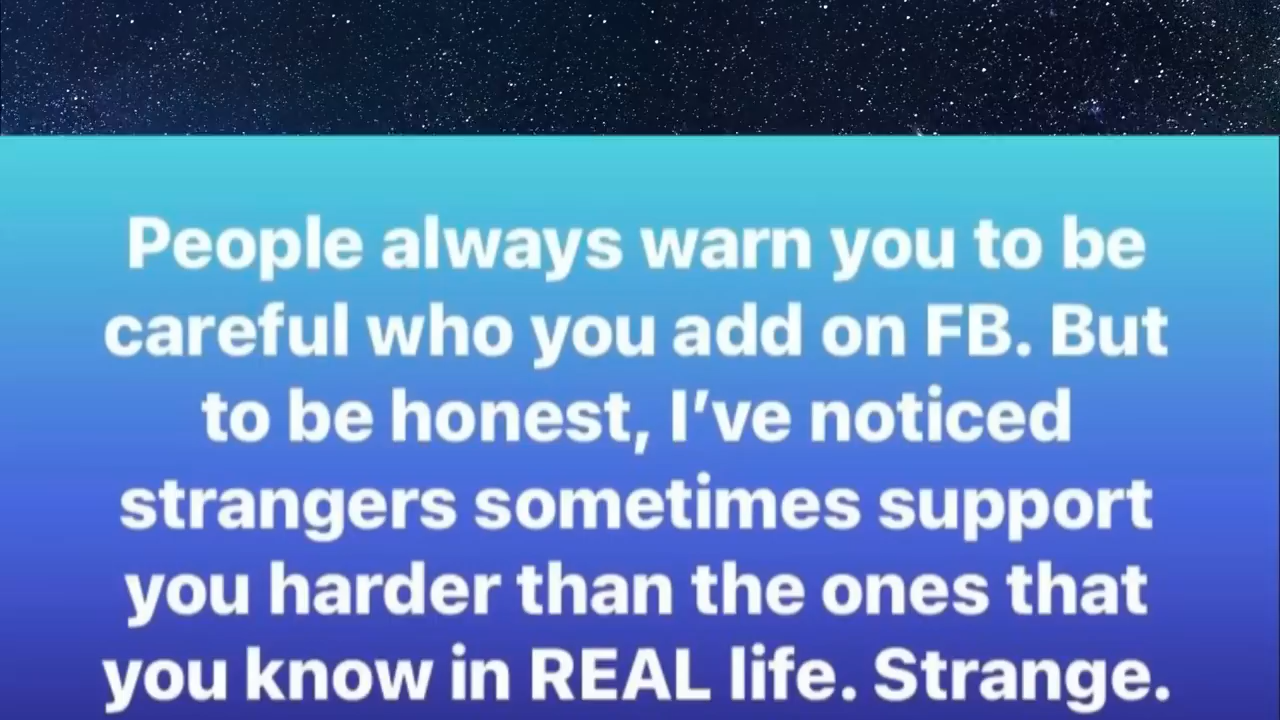 People always warn you to be
careful who you add on FB. But
to be honest, I’ve noticed
strangers sometimes support
you harder than the ones that
you know in REAL life. Strange.